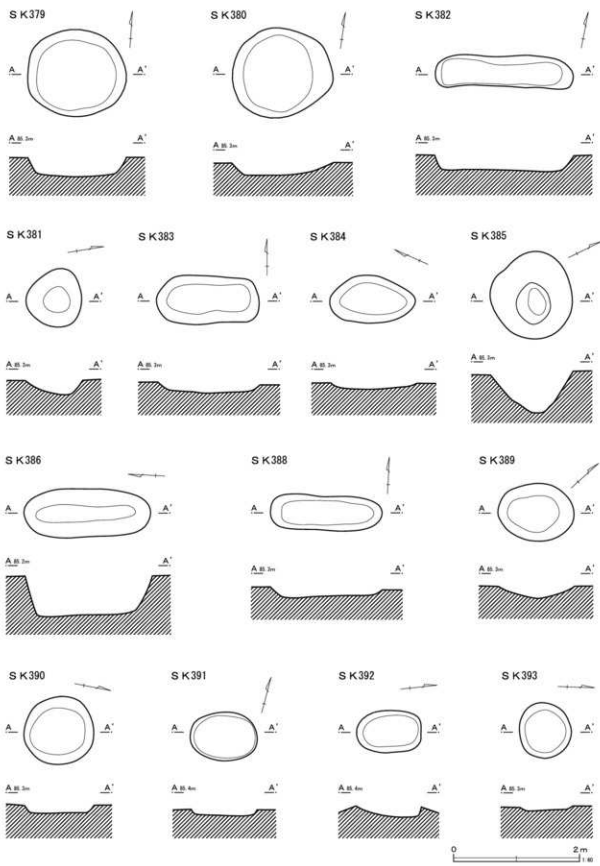 SK379 SK380 SK382
A A' A A' A A'
A 85.3m A' A 85.3m A' A 85.3m A'
SK381 SK383 SK384 SK385
A A' A A' A A' A A'
A 85.3m A' A 85.3m A' A 85.3m A' A 85.3m A'
SK386 SK388 SK389
A A' A A' A A'
A 85.3m A' A 85.3m A' A 85.3m A'
SK390 SK391 SK392 SK393
A A' A A' A A' A A'
A 85.3m A' A 85.4m A' A 85.4m A' A 85.3m A'
0 2m
1:60